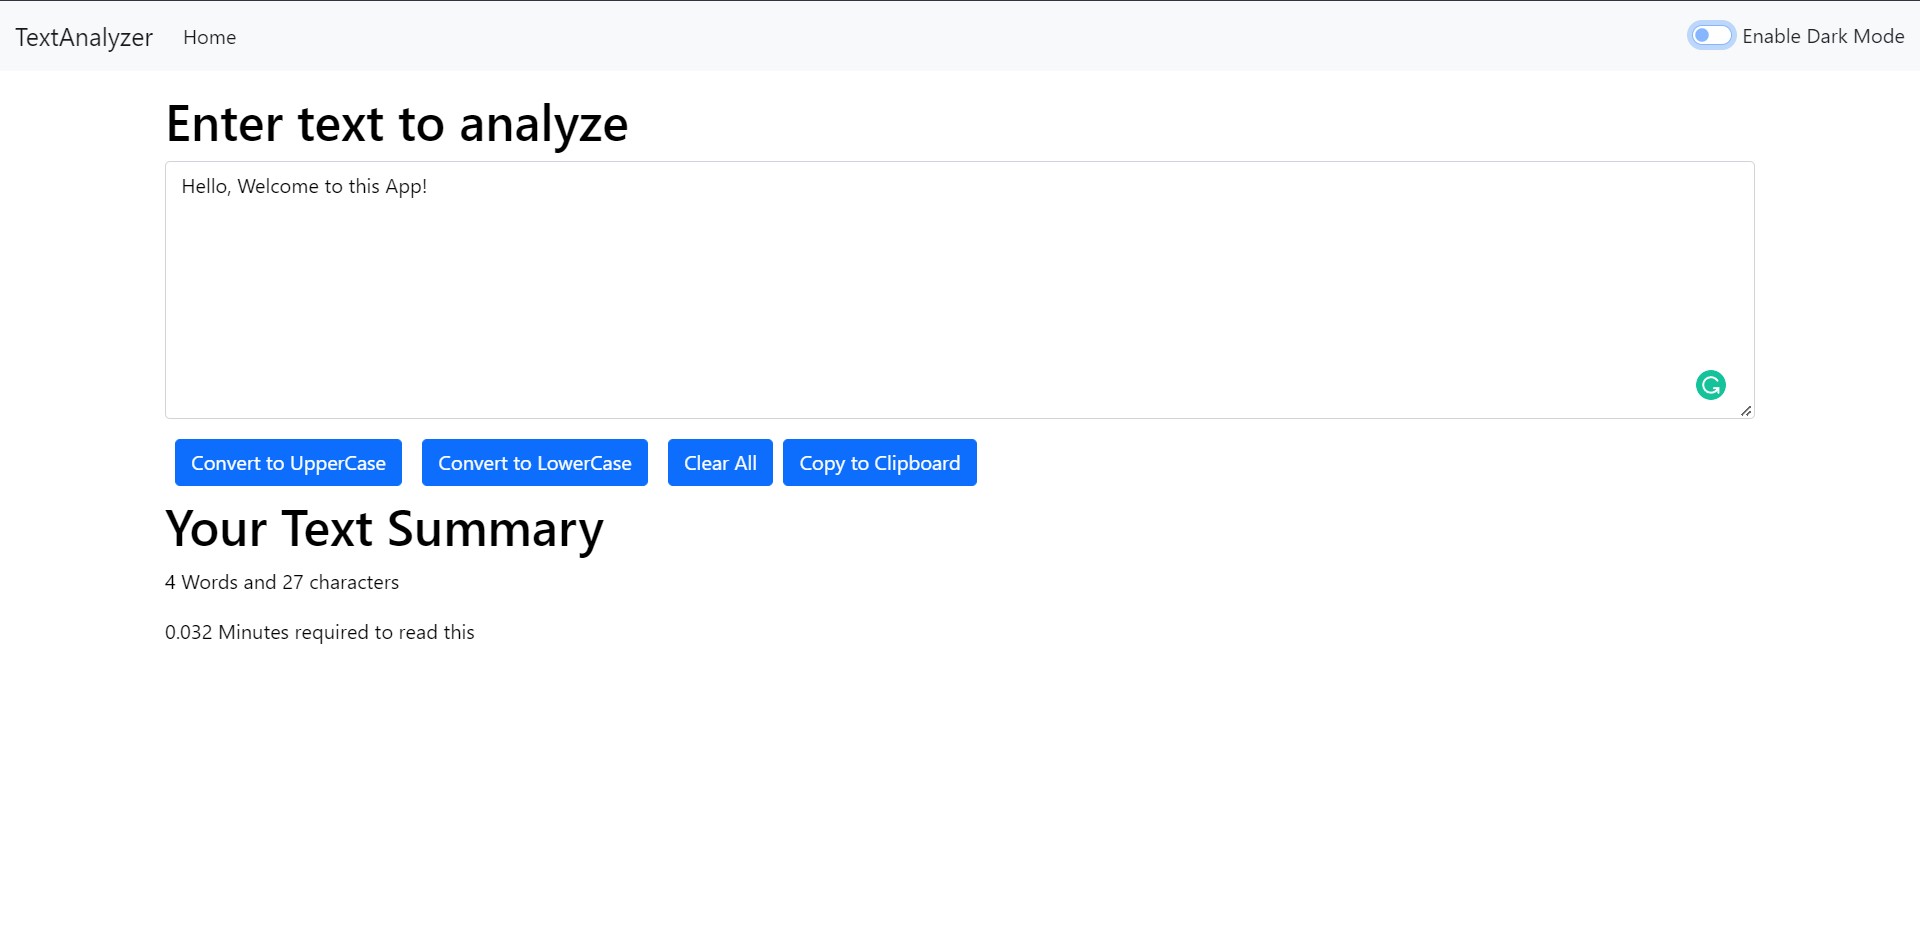 TextAnalyzer Home Enable Dark Mode
Enter text to analyze
Hello, Welcome to this App!
Convert to UpperCase Convert to LowerCase Clear All Copy to Clipboard
Your Text Summary
4 Words and 27 characters
0.032 Minutes required to read this